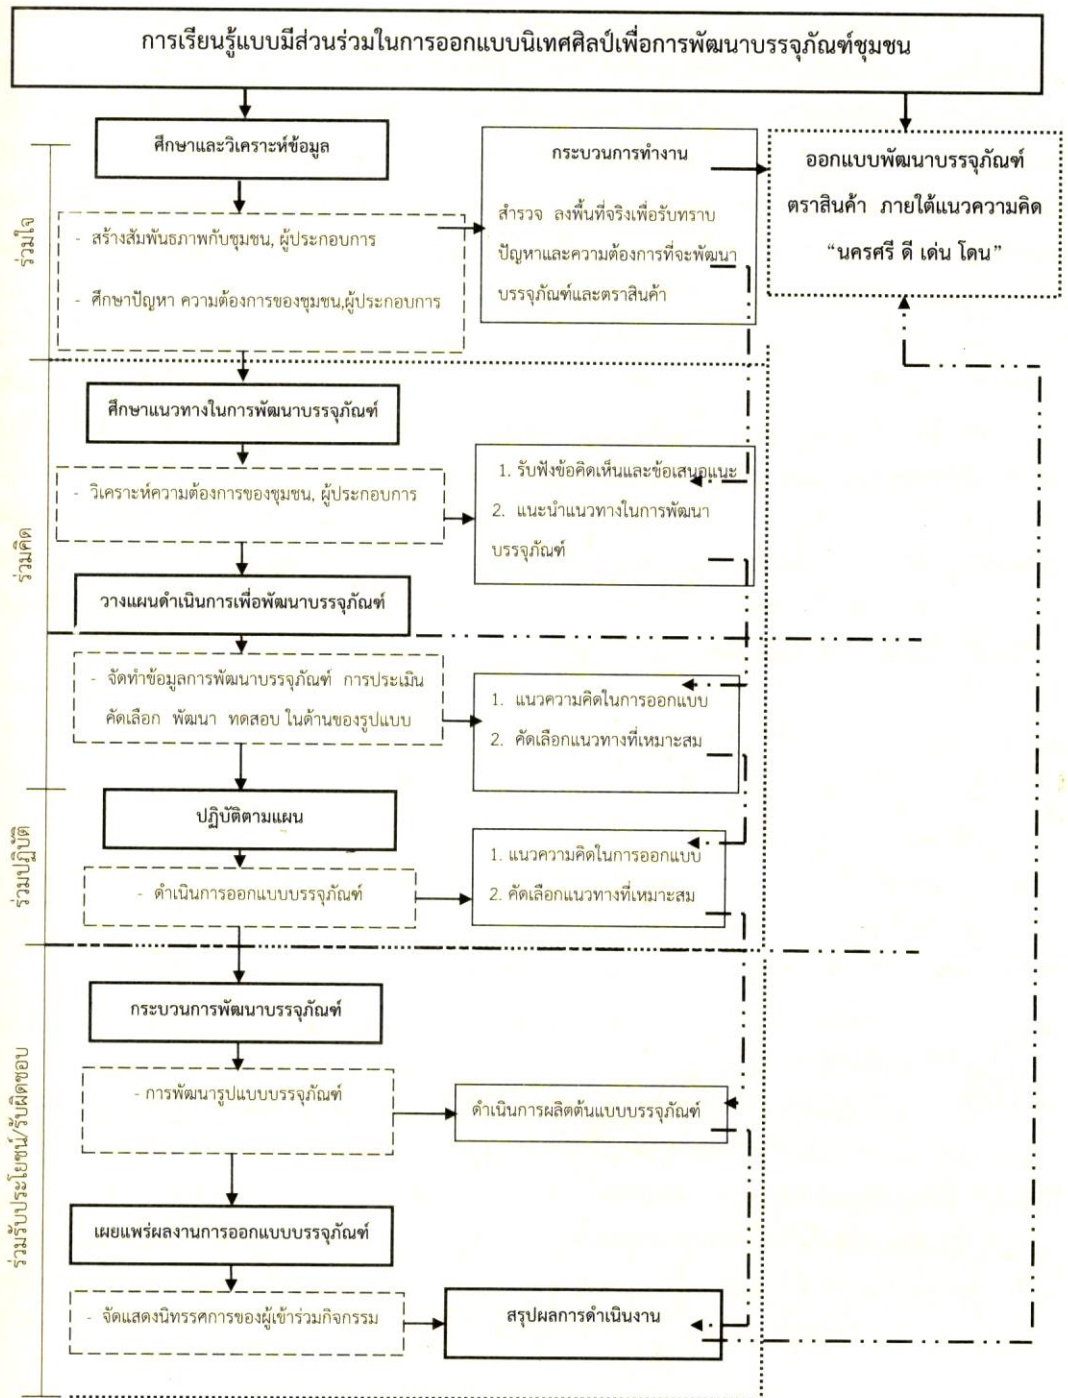 การเรียนรู้แบบมีส่วนร่วมในการออกแบบนิเทศศิลป์เพื่อการพัฒนาบรรจุภัณฑ์ชุมชน
ร่วมใจ
ศึกษาและวิเคราะห์ข้อมูล
- สร้างสัมพันธภาพกับชุมชน, ผู้ประกอบการ
- ศึกษาปัญหา ความต้องการของชุมชน,ผู้ประกอบการ
กระบวนการทำงาน
สำรวจ ลงพื้นที่จริงเพื่อรับทราบ
ปัญหาและความต้องการที่จะพัฒนา
บรรจุภัณฑ์และตราสินค้า
ออกแบบพัฒนาบรรจุภัณฑ์
ตราสินค้า ภายใต้แนวความคิด
“นครศรี ดี เด่น โดน”
ร่วมคิด
ศึกษาแนวทางในการพัฒนาบรรจุภัณฑ์
- วิเคราะห์ความต้องการของชุมชน, ผู้ประกอบการ
1. รับฟังข้อคิดเห็นและข้อเสนอแนะ
2. แนะนำแนวทางในการพัฒนา
บรรจุภัณฑ์
วางแผนดำเนินการเพื่อพัฒนาบรรจุภัณฑ์
- จัดทำข้อมูลการพัฒนาบรรจุภัณฑ์ การประเมิน
คัดเลือก พัฒนา ทดสอบ ในด้านของรูปแบบ
1. แนวความคิดในการออกแบบ
2. คัดเลือกแนวทางที่เหมาะสม
ร่วมปฏิบัติ
ปฏิบัติตามแผน
- ดำเนินการออกแบบบรรจุภัณฑ์
1. แนวความคิดในการออกแบบ
2. คัดเลือกแนวทางที่เหมาะสม
ร่วมรับประโยชน์/รับผิดชอบ
กระบวนการพัฒนาบรรจุภัณฑ์
- การพัฒนารูปแบบบรรจุภัณฑ์
ดำเนินการผลิตต้นแบบบรรจุภัณฑ์
เผยแพร่ผลงานการออกแบบบรรจุภัณฑ์
- จัดแสดงนิทรรศการของผู้เข้าร่วมกิจกรรม
สรุปผลการดำเนินงาน